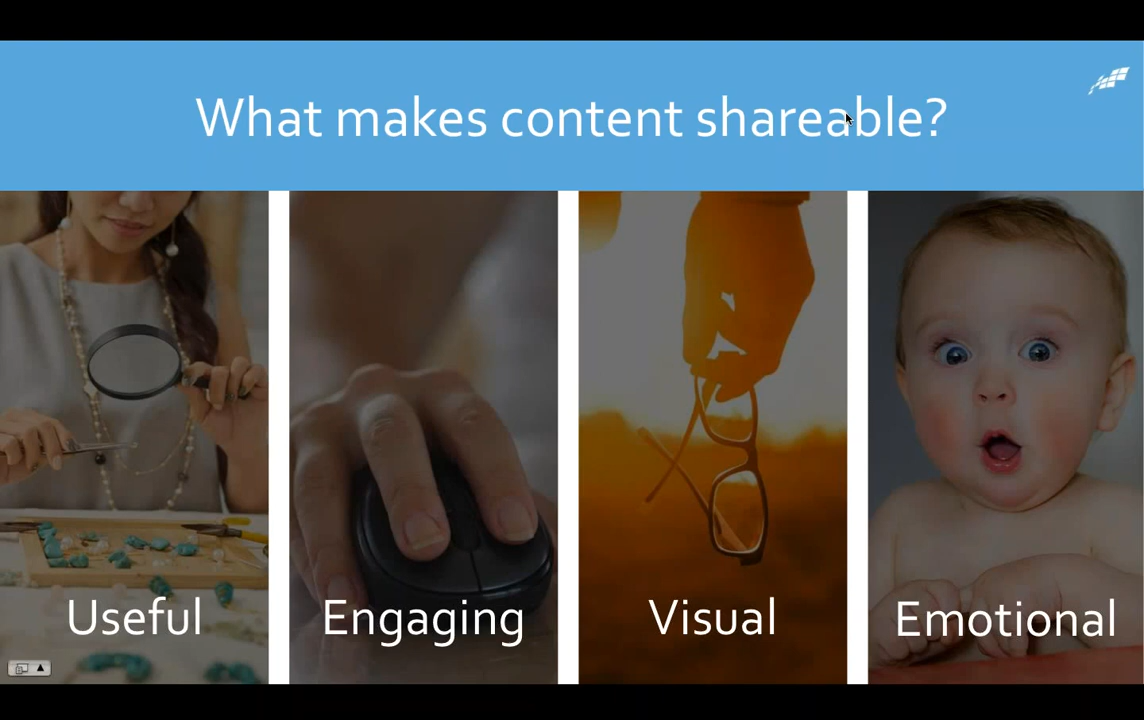 What makes content shareable?
Useful
Engaging
Visual
Emotional